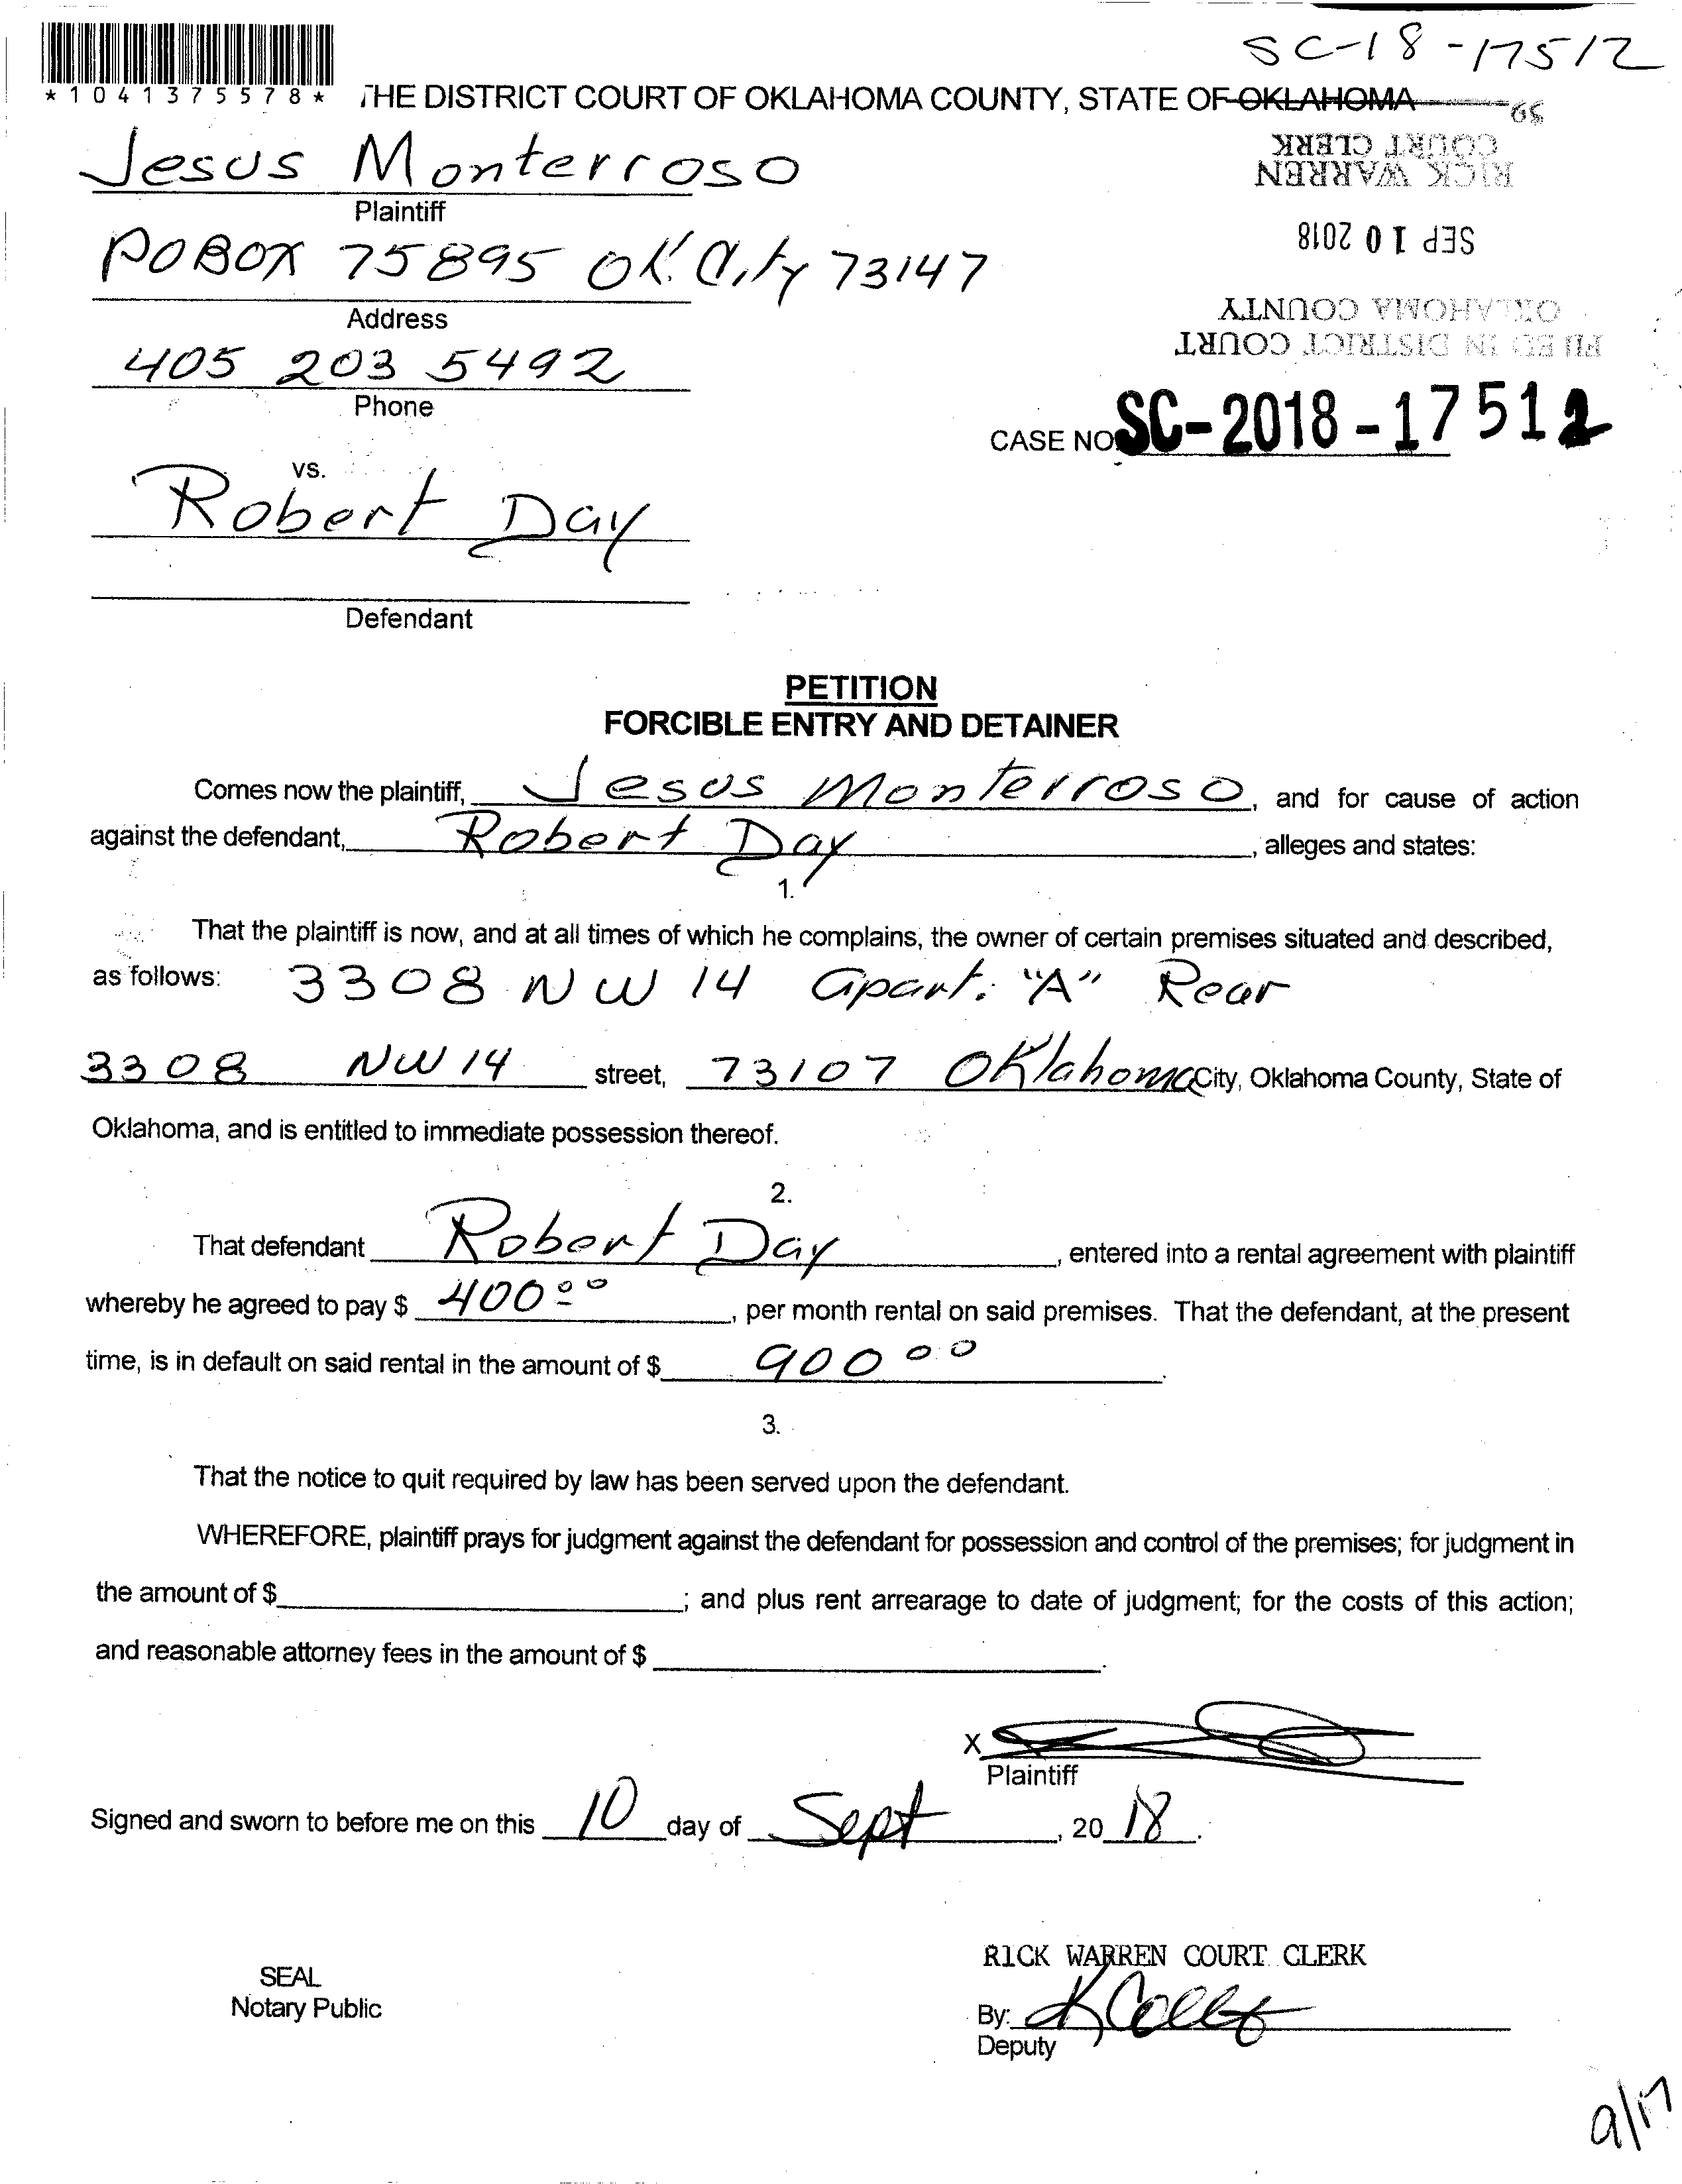 SC-18-17512
*1041375578* THE DISTRICT COURT OF OKLAHOMA COUNTY, STATE OF OKLAHOMA
59
COURT CLERK
RICK WARREN
SEP 10 2018
OKLAHOMA COUNTY
FILED IN DISTRICT COURT
Jesus Monterroso
Plaintiff
PO BOX 75895 OK. City 73147
Address
405 203 5492
Phone
CASE NO. SC-2018-17512
vs.
Robert Day
Defendant
PETITION
FORCIBLE ENTRY AND DETAINER
Comes now the plaintiff, Jesus Monterroso, and for cause of action
against the defendant, Robert Day, alleges and states:
1.
That the plaintiff is now, and at all times of which he complains, the owner of certain premises situated and described,
as follows: 3308 NW 14 apart. "A" Rear
3308 NW 14 street, 73107 Oklahoma City, Oklahoma County, State of
Oklahoma, and is entitled to immediate possession thereof.
2.
That defendant Robert Day, entered into a rental agreement with plaintiff
whereby he agreed to pay $ 400 00, per month rental on said premises. That the defendant, at the present
time, is in default on said rental in the amount of $ 900 00.
3.
That the notice to quit required by law has been served upon the defendant.
WHEREFORE, plaintiff prays for judgment against the defendant for possession and control of the premises; for judgment in
the amount of $ ; and plus rent arrearage to date of judgment; for the costs of this action;
and reasonable attorney fees in the amount of $ .
X
Plaintiff
Signed and sworn to before me on this 10 day of Sept, 20 18.
RICK WARREN COURT CLERK
SEAL
Notary Public
By:
Deputy
9/17